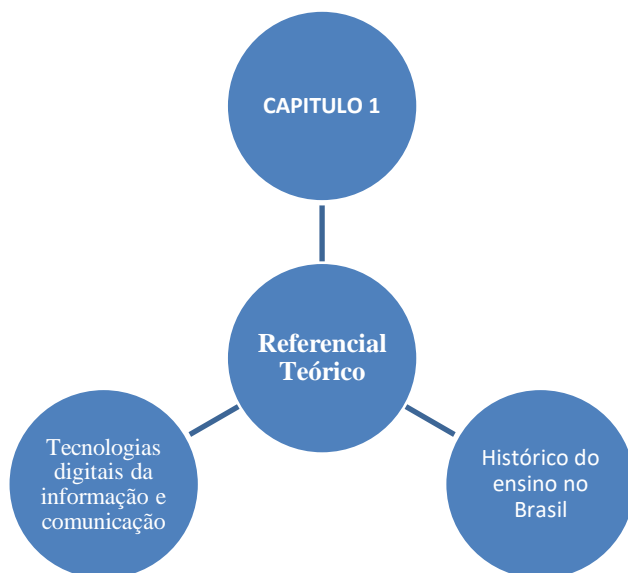 CAPITULO 1
Referencial
Teórico
Tecnologias
digitais da
informação e
comunicação
Histórico do
ensino no
Brasil